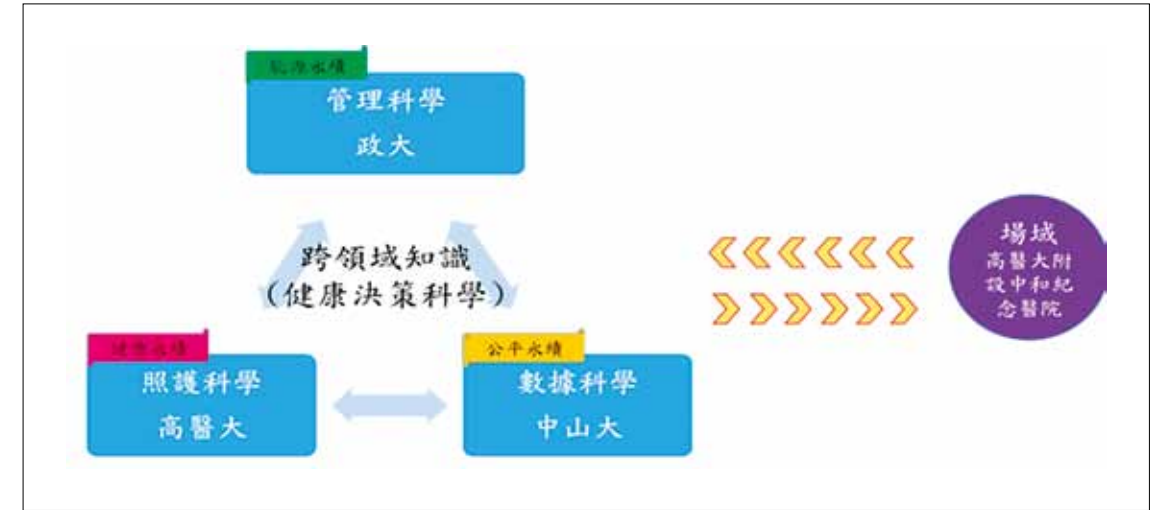 管理科學
政大
跨領域知識
(健康決策科學)
公平永續
照護科學
高醫大
數據科學
中山大
場域
高醫大附
設中和紀
念醫院